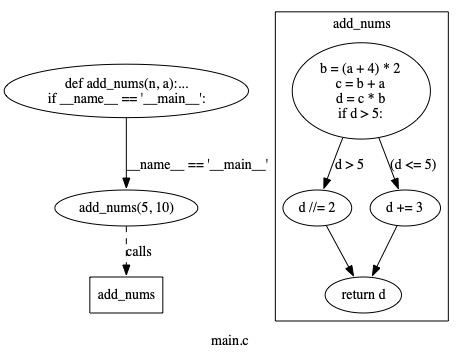 def add_nums(n, a):...
if __name__ == '__main__':
__name__ == '__main__'
add_nums(5, 10)
calls
add_nums
add_nums
b = (a + 4) * 2
c = b + a
d = c * b
if d > 5:
d > 5
(d <= 5)
d //= 2
d += 3
return d
main.c